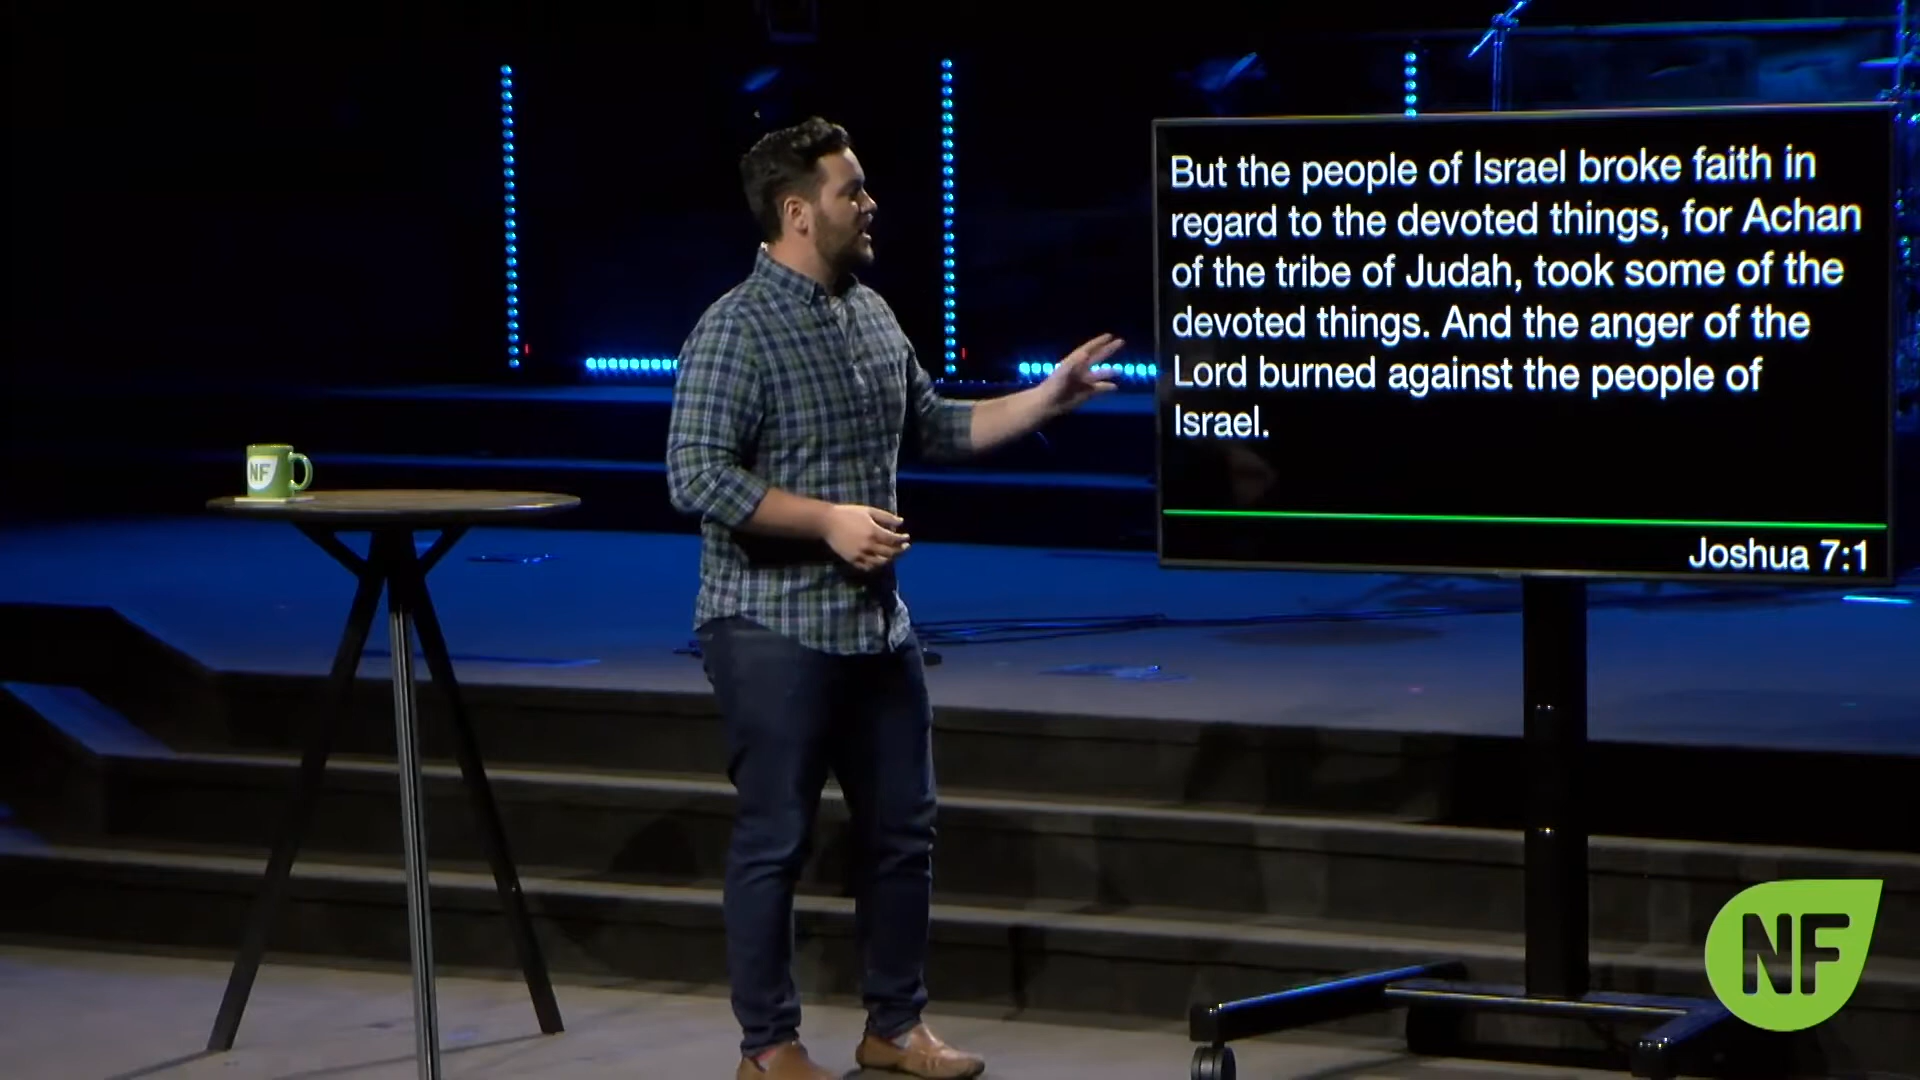 But the people of Israel broke faith in
regard to the devoted things, for Achan
of the tribe of Judah, took some of the
devoted things. And the anger of the
Lord burned against the people of
Israel.
Joshua 7:1
NF
NF